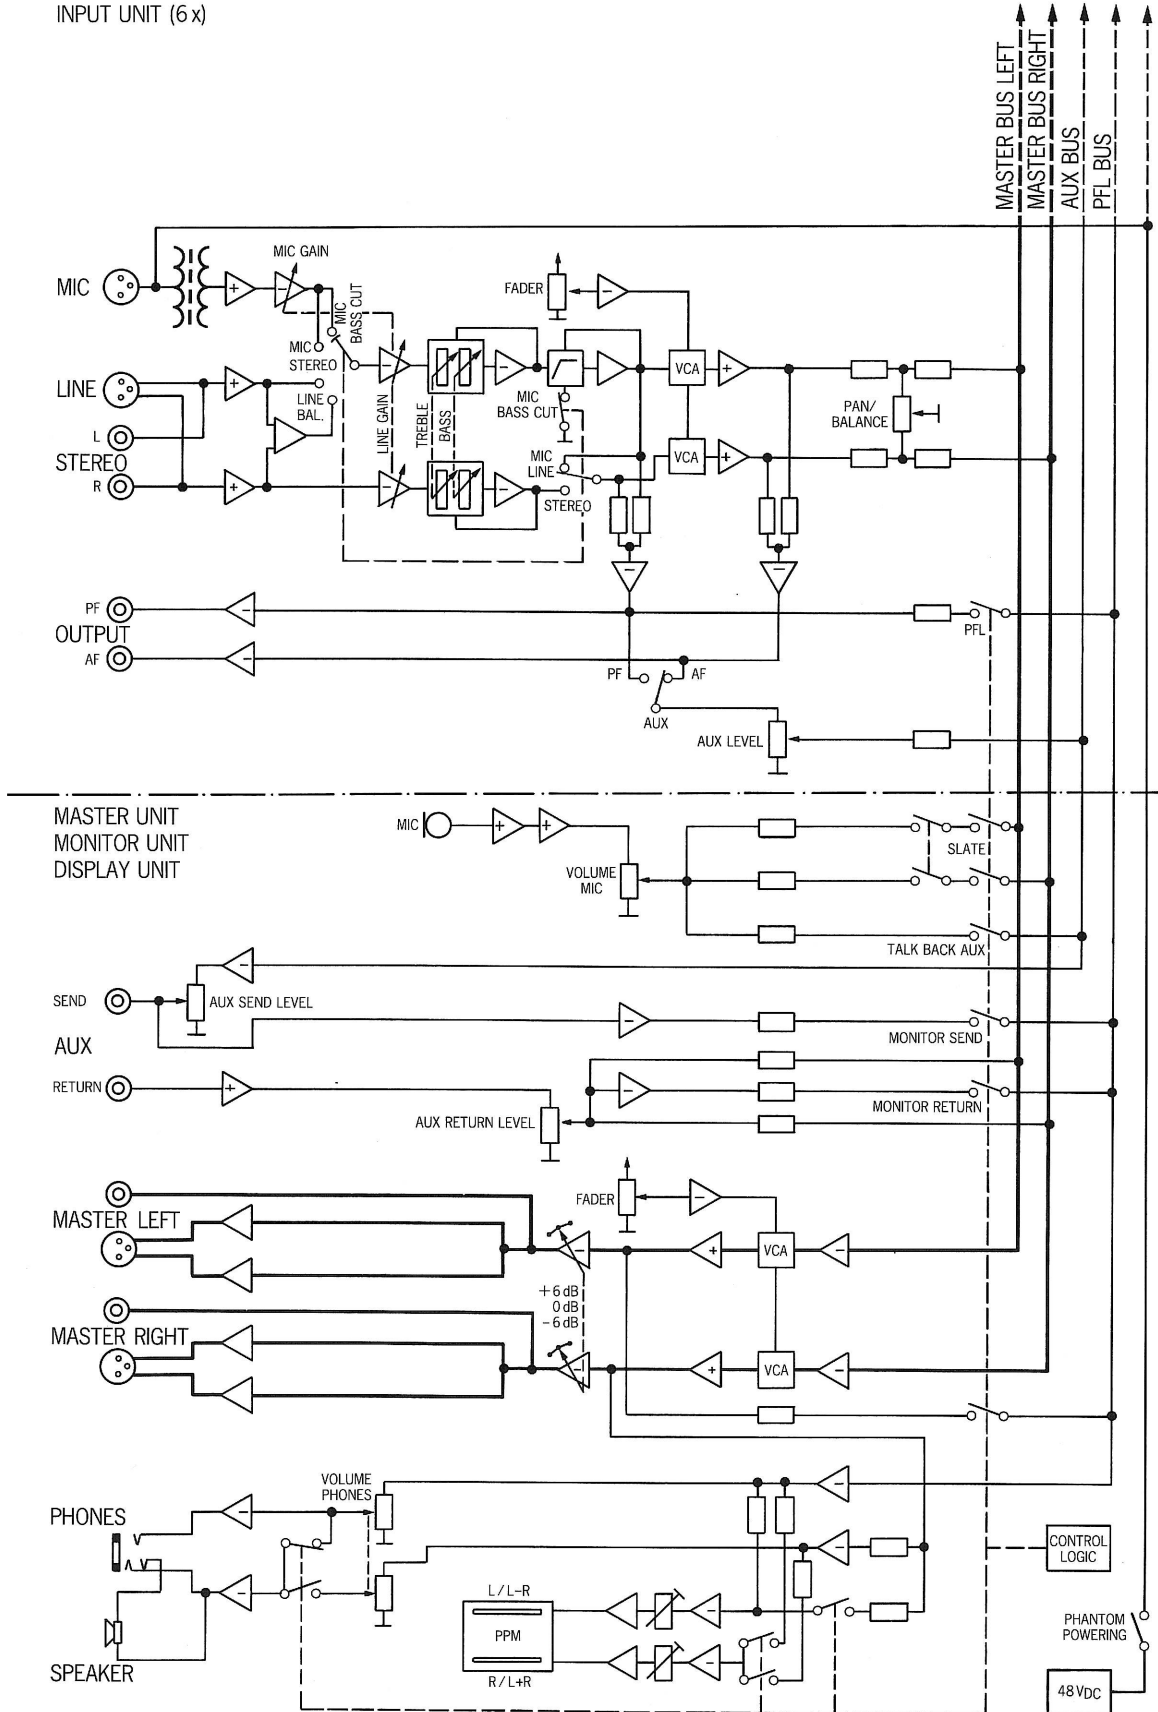 INPUT UNIT (6 x)
MASTER BUS LEFT
MASTER BUS RIGHT
AUX BUS
PFL BUS
MIC GAIN
MIC
FADER
MIC
BASS CUT
MIC
STEREO
VCA
LINE
LINE
BAL.
MIC
BASS CUT
PAN/
BALANCE
LINE GAIN
TREBLE
BASS
L
STEREO
R
MIC
LINE
VCA
STEREO
PF
OUTPUT
AF
PFL
PF
AF
AUX
AUX LEVEL
MASTER UNIT
MONITOR UNIT
DISPLAY UNIT
MIC
SLATE
VOLUME
MIC
TALK BACK AUX
SEND
AUX SEND LEVEL
MONITOR SEND
AUX
RETURN
MONITOR RETURN
AUX RETURN LEVEL
FADER
MASTER LEFT
VCA
+6 dB
0 dB
-6 dB
MASTER RIGHT
VCA
VOLUME
PHONES
PHONES
CONTROL
LOGIC
L/L-R
PPM
R/L+R
PHANTOM
POWERING
SPEAKER
48 VDC